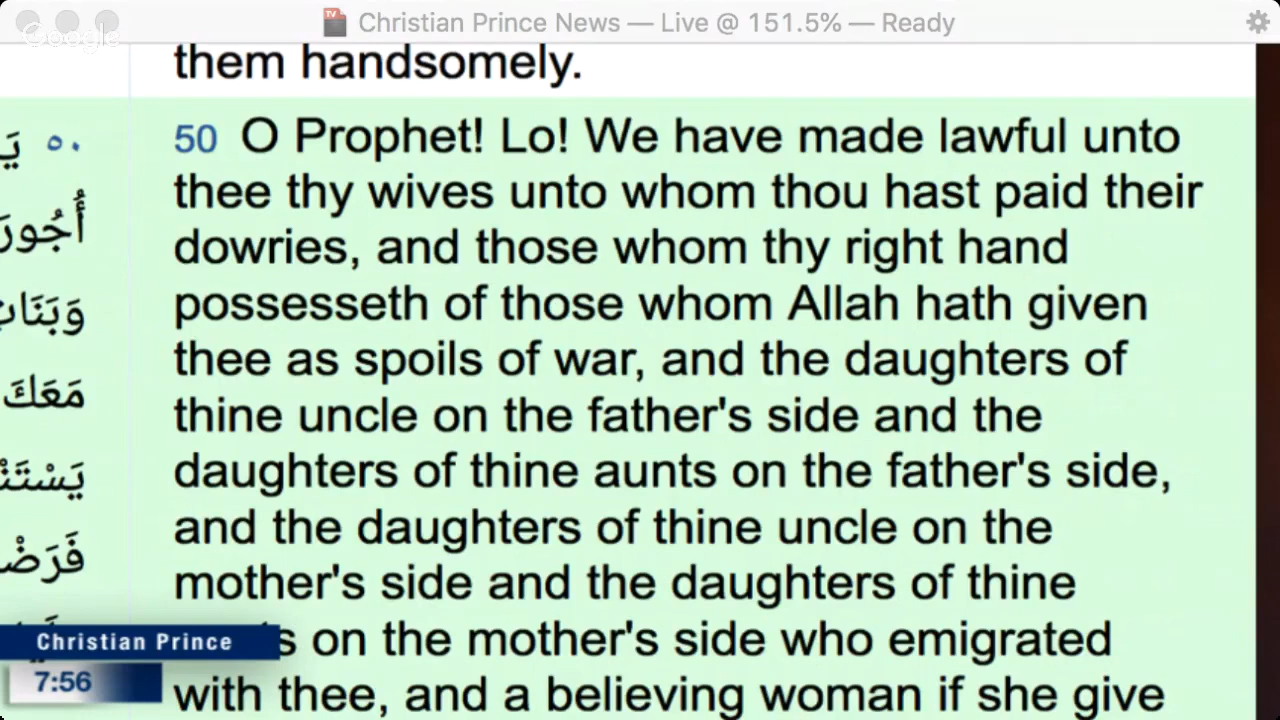 Christian Prince News — Live @ 151.5% — Ready
Google
them handsomely.
50 O Prophet! Lo! We have made lawful unto
thee thy wives unto whom thou hast paid their
dowries, and those whom thy right hand
possesseth of those whom Allah hath given
thee as spoils of war, and the daughters of
thine uncle on the father's side and the
daughters of thine aunts on the father's side,
and the daughters of thine uncle on the
mother's side and the daughters of thine
on the mother's side who emigrated
with thee, and a believing woman if she give
٥٠
مَعَكَ
Christian Prince
7:56